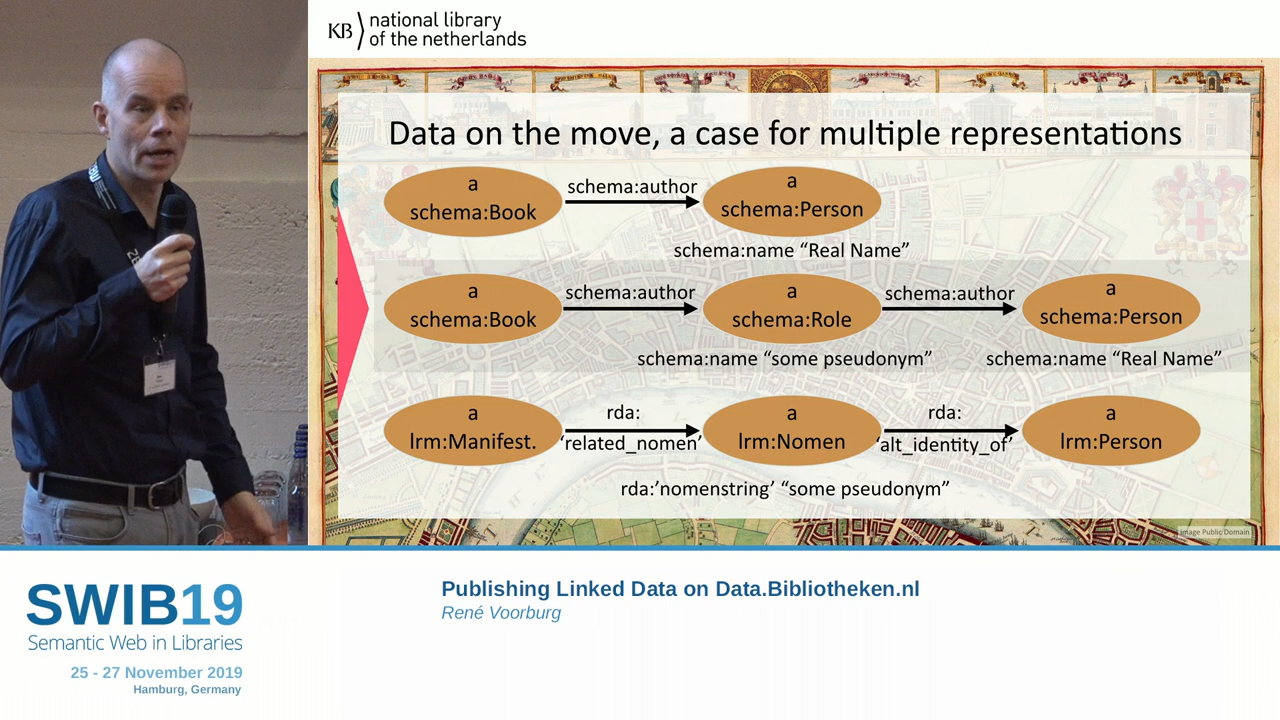 KB national library
of the netherlands
Data on the move, a case for multiple representations
a
schema:Book
schema:author
a
schema:Person
schema:name “Real Name”
a
schema:Book
schema:author
a
schema:Role
schema:author
a
schema:Person
schema:name “some pseudonym”
schema:name “Real Name”
a
lrm:Manifest.
rda:
‘related_nomen’
a
lrm:Nomen
rda:
‘alt_identity_of’
a
lrm:Person
rda:’nomenstring’ “some pseudonym”
Image Public Domain
SWIB19
Semantic Web in Libraries
25 - 27 November 2019
Hamburg, Germany
Publishing Linked Data on Data.Bibliotheken.nl
René Voorburg